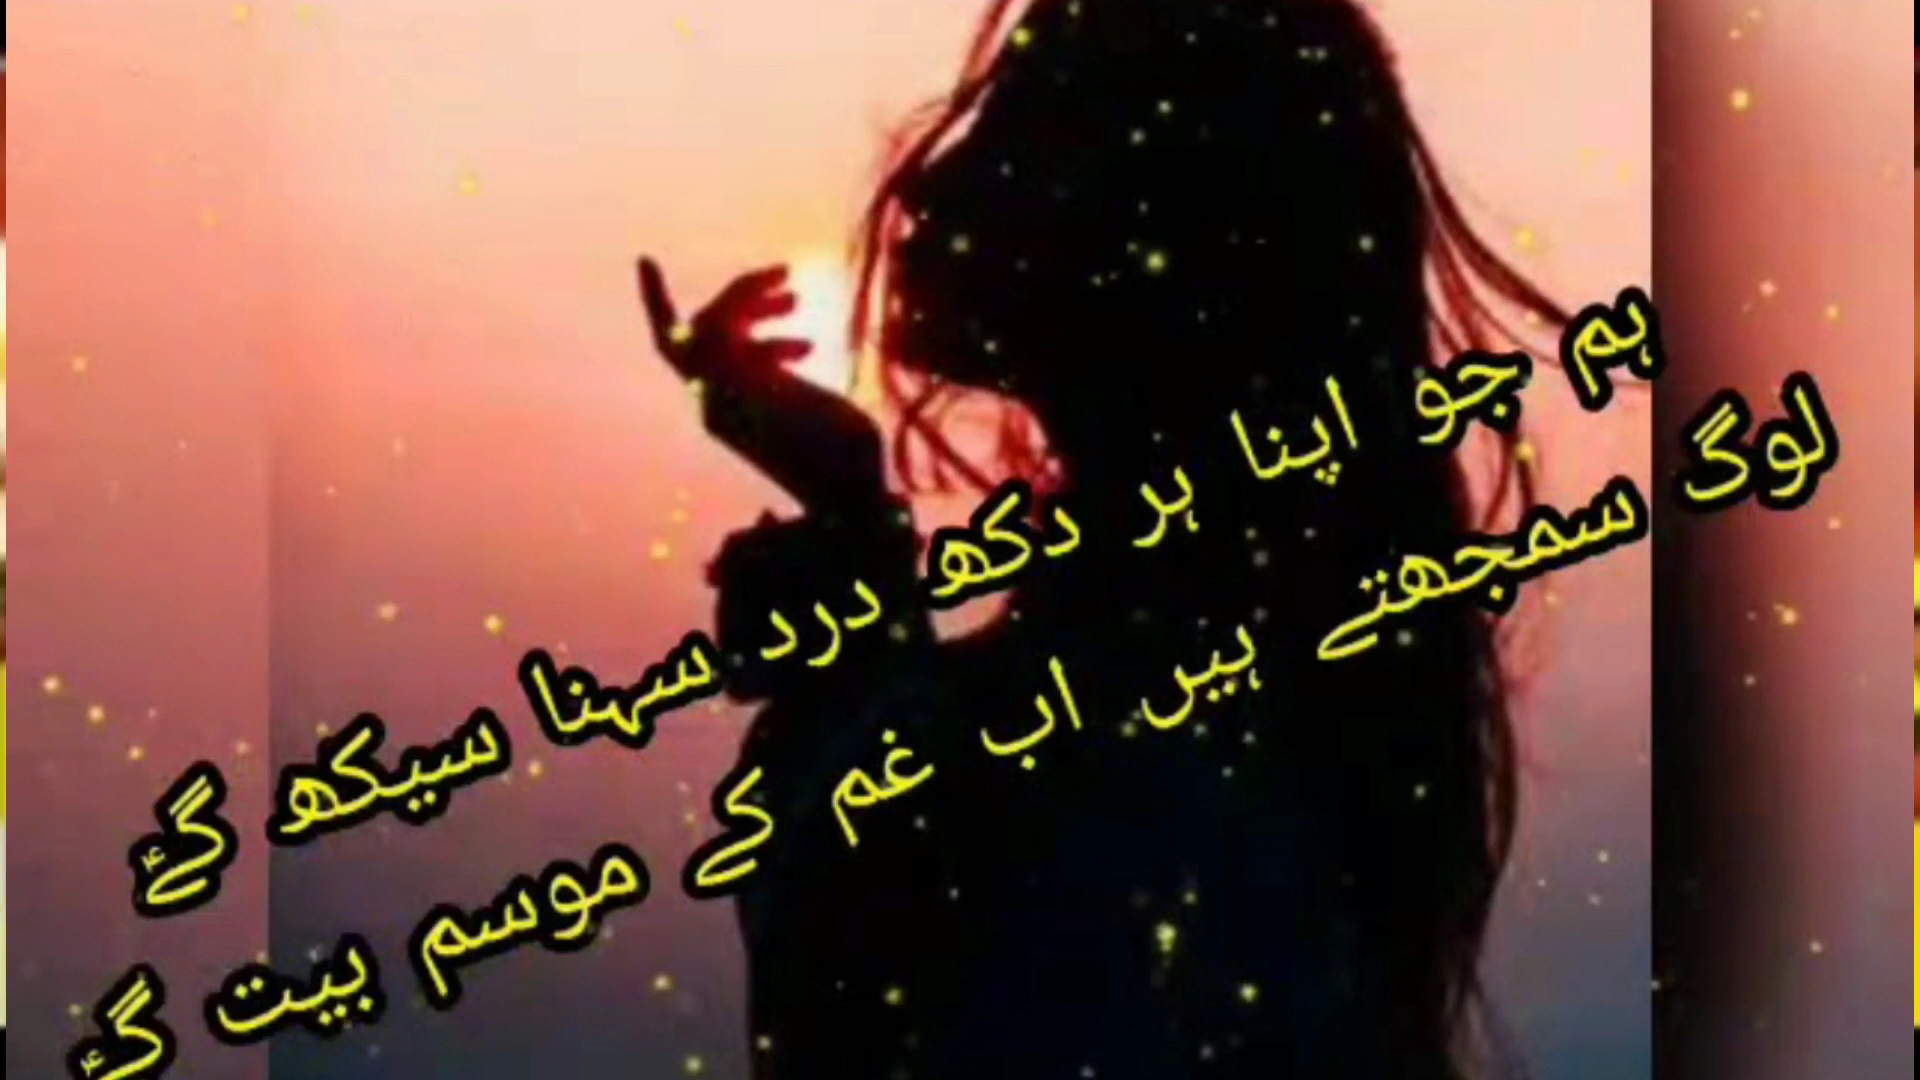 ہم جو اپنا ہر دکھ درد سہنا سیکھ گئے
لوگ سمجھتے ہیں اب غم کے موسم بیت گئے